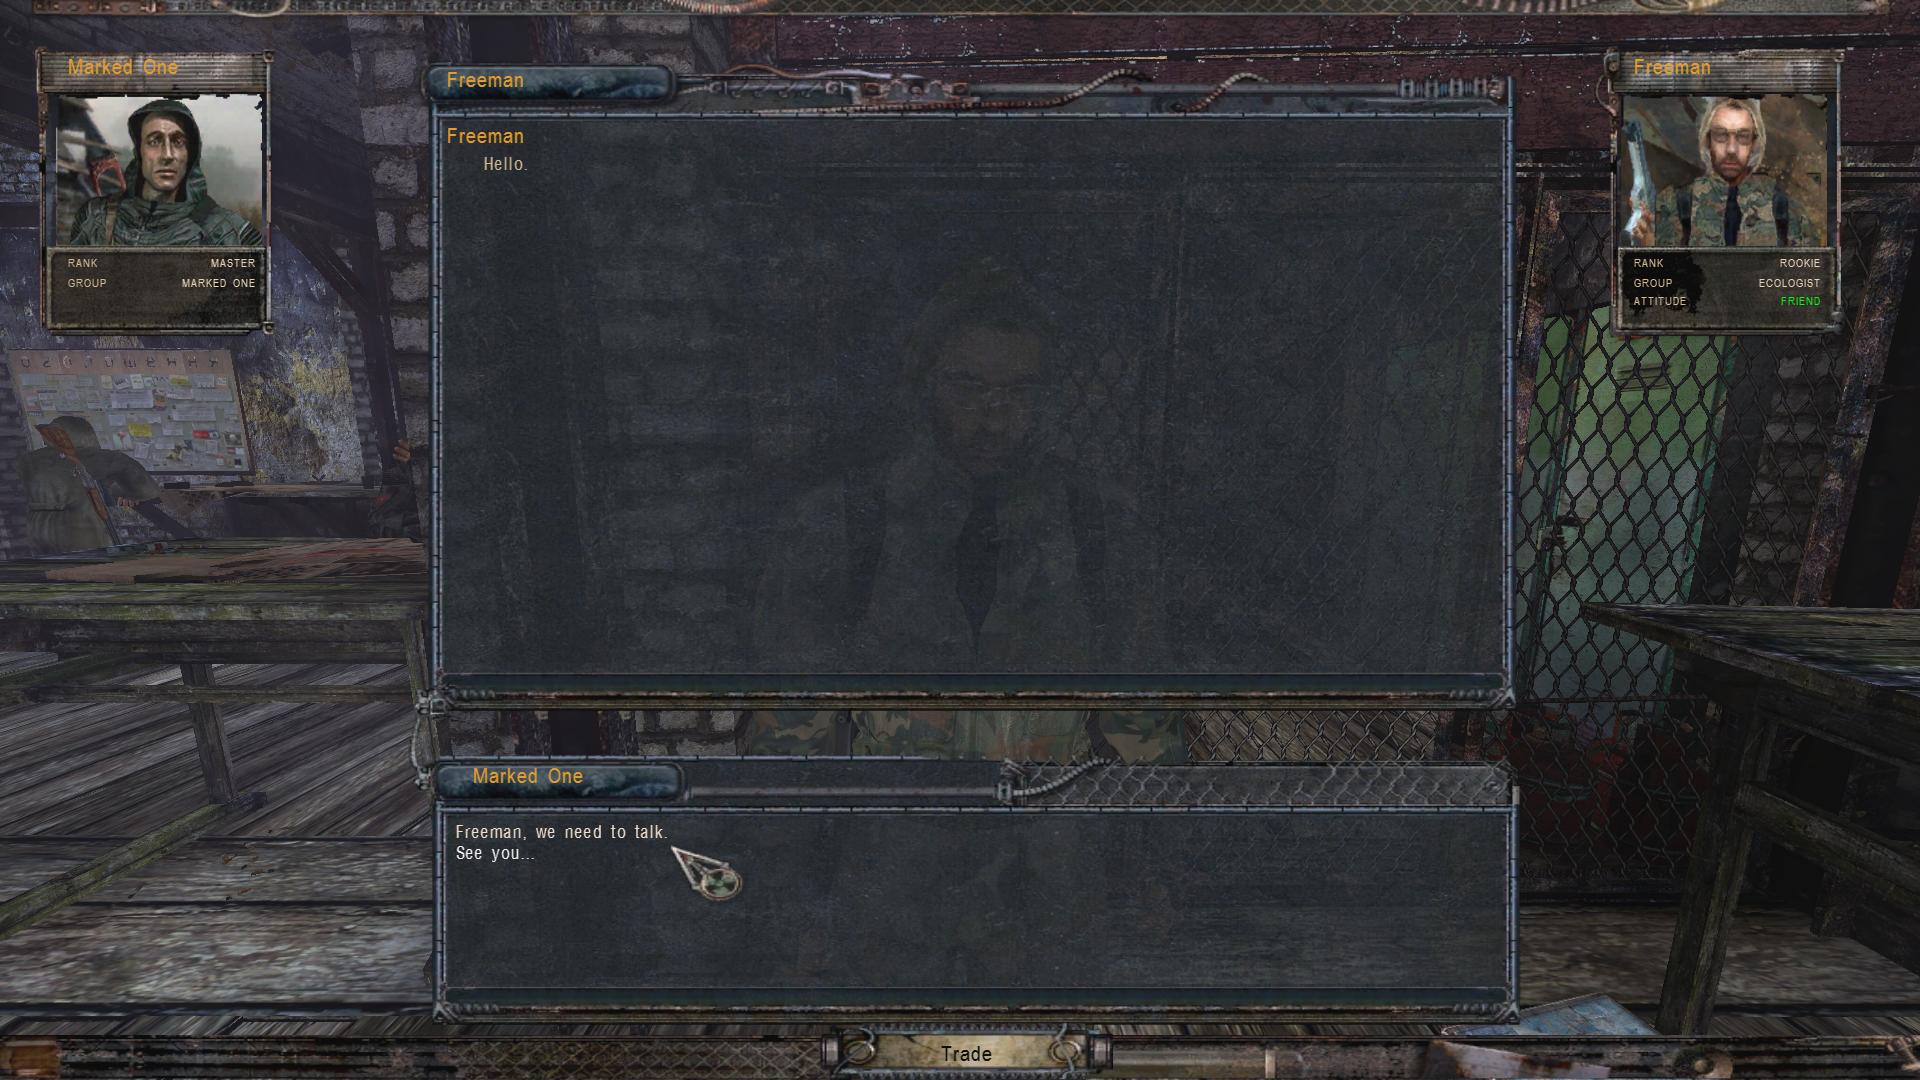 Marked One
RANK MASTER
GROUP MARKED ONE
Freeman
Freeman
Hello.
Freeman
RANK ROOKIE
GROUP ECOLOGIST
ATTITUDE FRIEND
Marked One
Freeman, we need to talk.
See you...
Trade